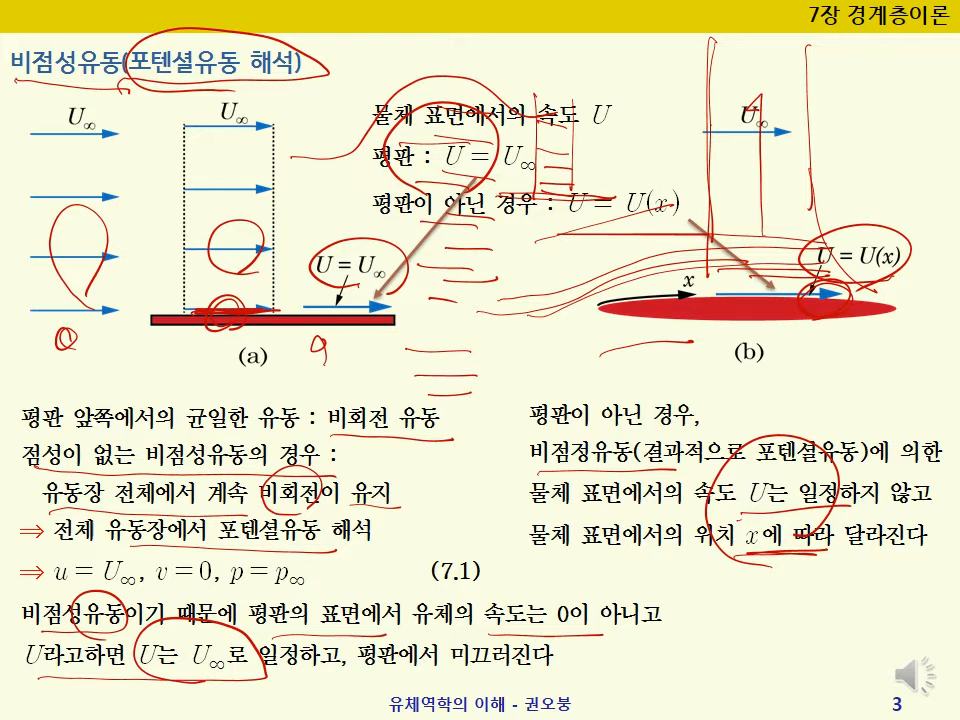 7장 경계층이론
비점성유동(포텐셜유동 해석)
U∞
U∞
물체 표면에서의 속도 U
평판 : U = U∞
평판이 아닌 경우 : U = U(x)
U∞
U = U∞
U = U(x)
x
(a)
(b)
평판 앞쪽에서의 균일한 유동 : 비회전 유동
점성이 없는 비점성유동의 경우 :
유동장 전체에서 계속 비회전이 유지
⇒ 전체 유동장에서 포텐셜유동 해석
⇒ u = U∞, v = 0, p = p∞ (7.1)
비점성유동이기 때문에 평판의 표면에서 유체의 속도는 0이 아니고
U라고하면 U는 U∞로 일정하고, 평판에서 미끄러진다
평판이 아닌 경우,
비점정유동(결과적으로 포텐셜유동)에 의한
물체 표면에서의 속도 U는 일정하지 않고
물체 표면에서의 위치 x에 따라 달라진다
유체역학의 이해 - 권오붕
3